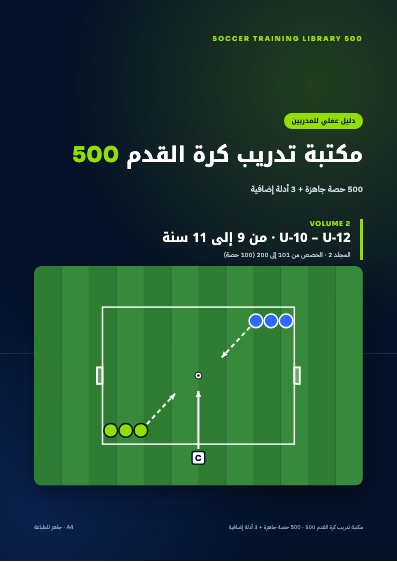 SOCCER TRAINING LIBRARY 500
دليل عملي للمدربين
مكتبة تدريب كرة القدم 500
500 حصة جاهزة + 3 أدلة إضافية
VOLUME 2
U-10 – U-12 · من 9 إلى 11 سنة
المجلد 2 · الحصص من 101 إلى 200 (100 حصة)
C
مكتبة تدريب كرة القدم 500 · 500 حصة جاهزة + 3 أدلة إضافية
A4 · جاهز للطباعة